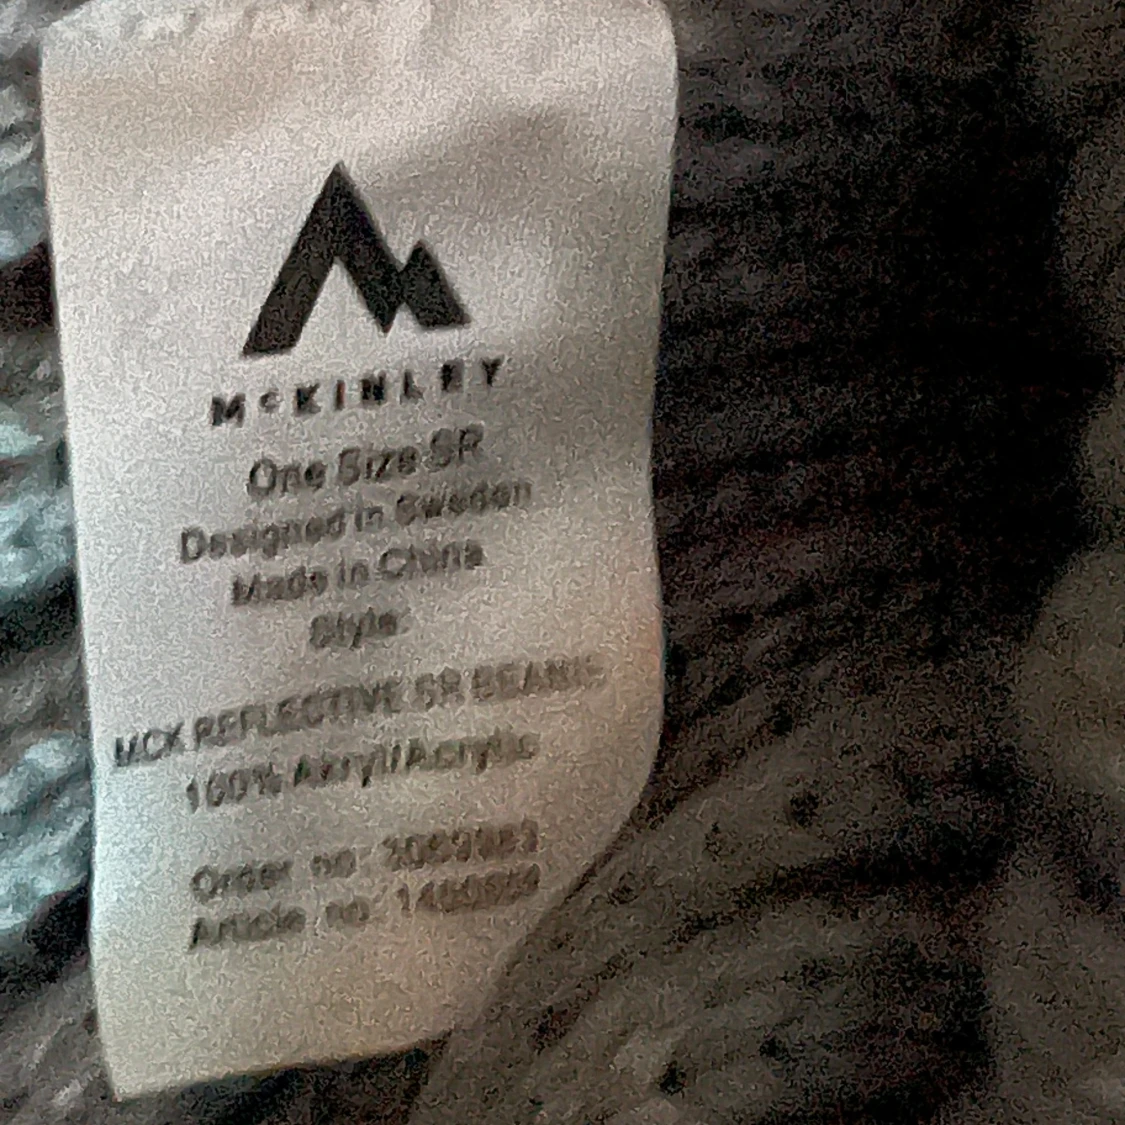 McKINLEY
One Size SR
Designed in Sweden
Made in China
Style
MCK REFLECTIVE SR BEANIE
100% Akryl/Acrylic
Order no:
Article no: